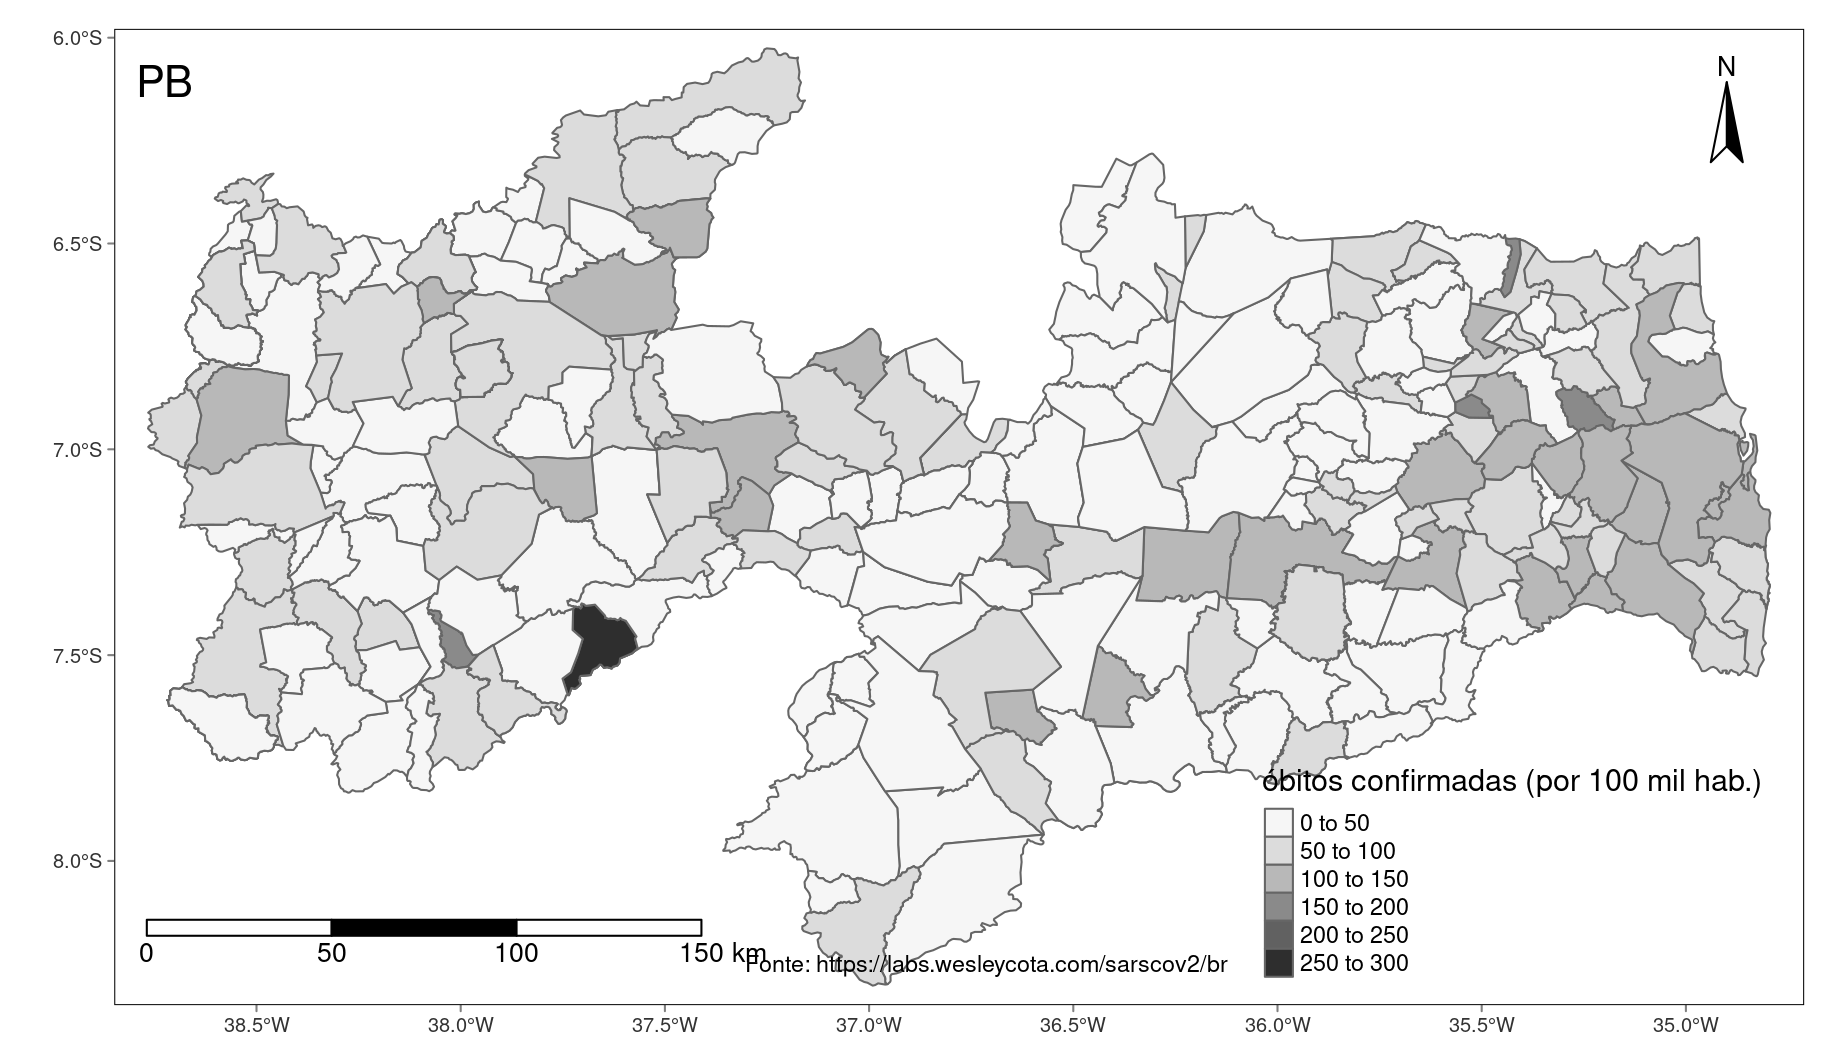 6.0°S
PB
N
6.5°S
7.0°S
7.5°S
8.0°S
óbitos confirmadas (por 100 mil hab.)
0 to 50
50 to 100
100 to 150
150 to 200
200 to 250
250 to 300
0 50 100 150 km
Fonte: https://labs.wesleycota.com/sarscov2/br
38.5°W 38.0°W 37.5°W 37.0°W 36.5°W 36.0°W 35.5°W 35.0°W